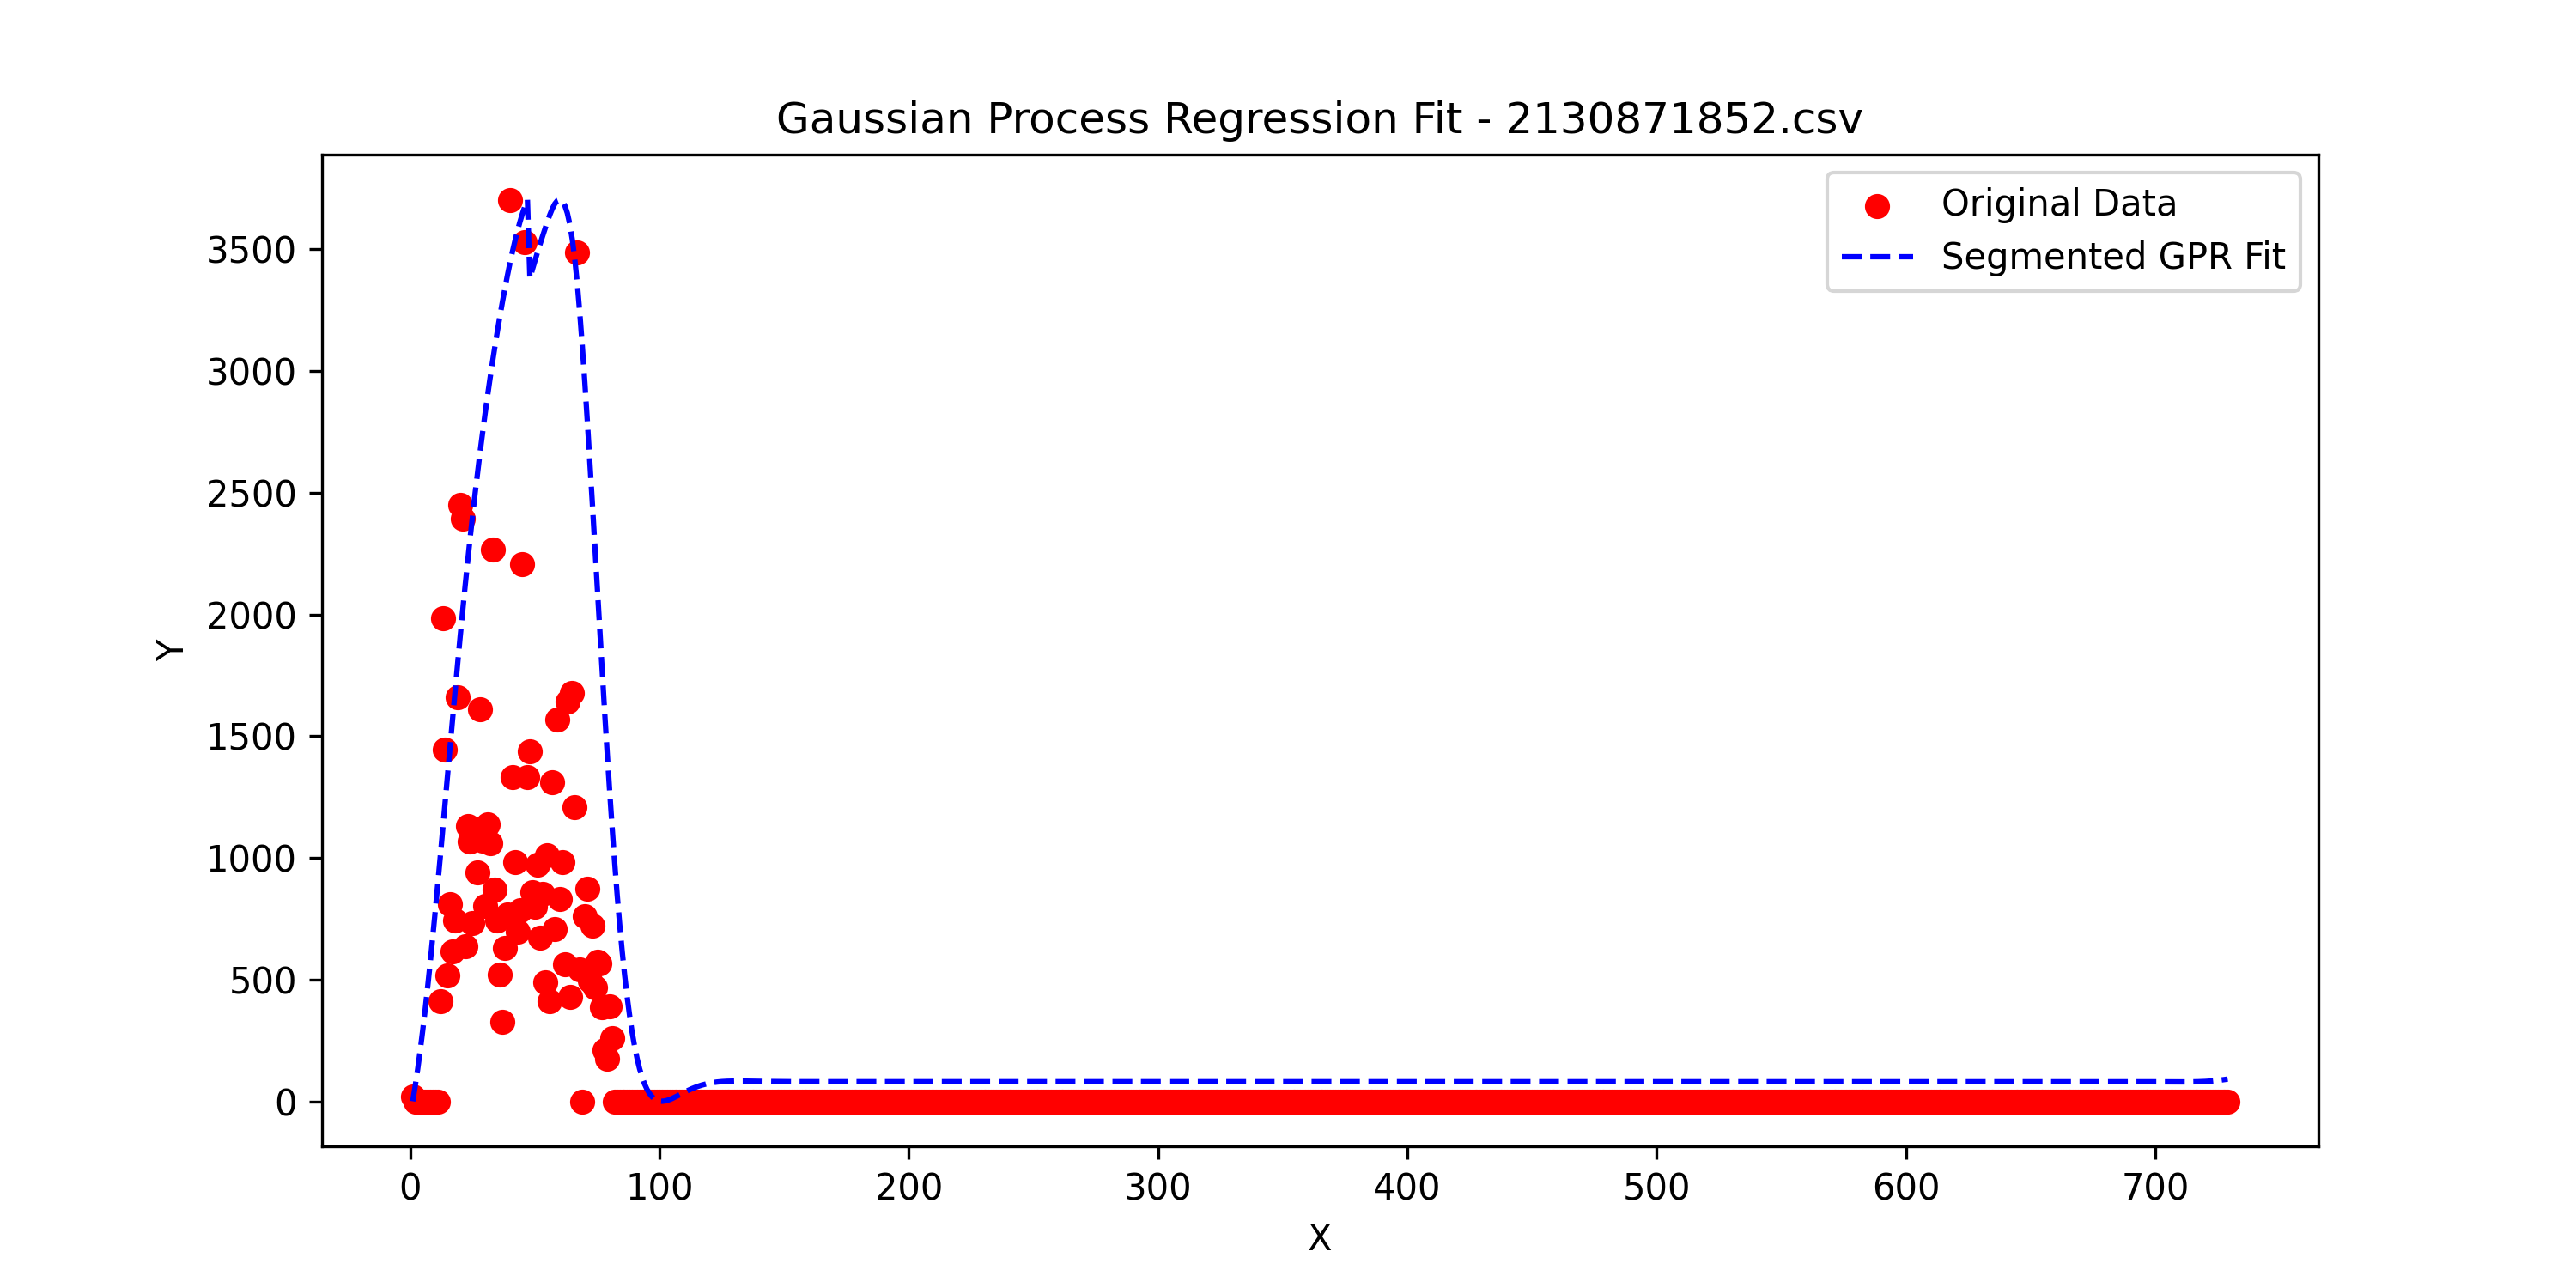 Gaussian Process Regression Fit - 2130871852.csv
Original Data
Segmented GPR Fit
3500
3000
2500
2000
1500
1000
500
0
Y
0 100 200 300 400 500 600 700
X